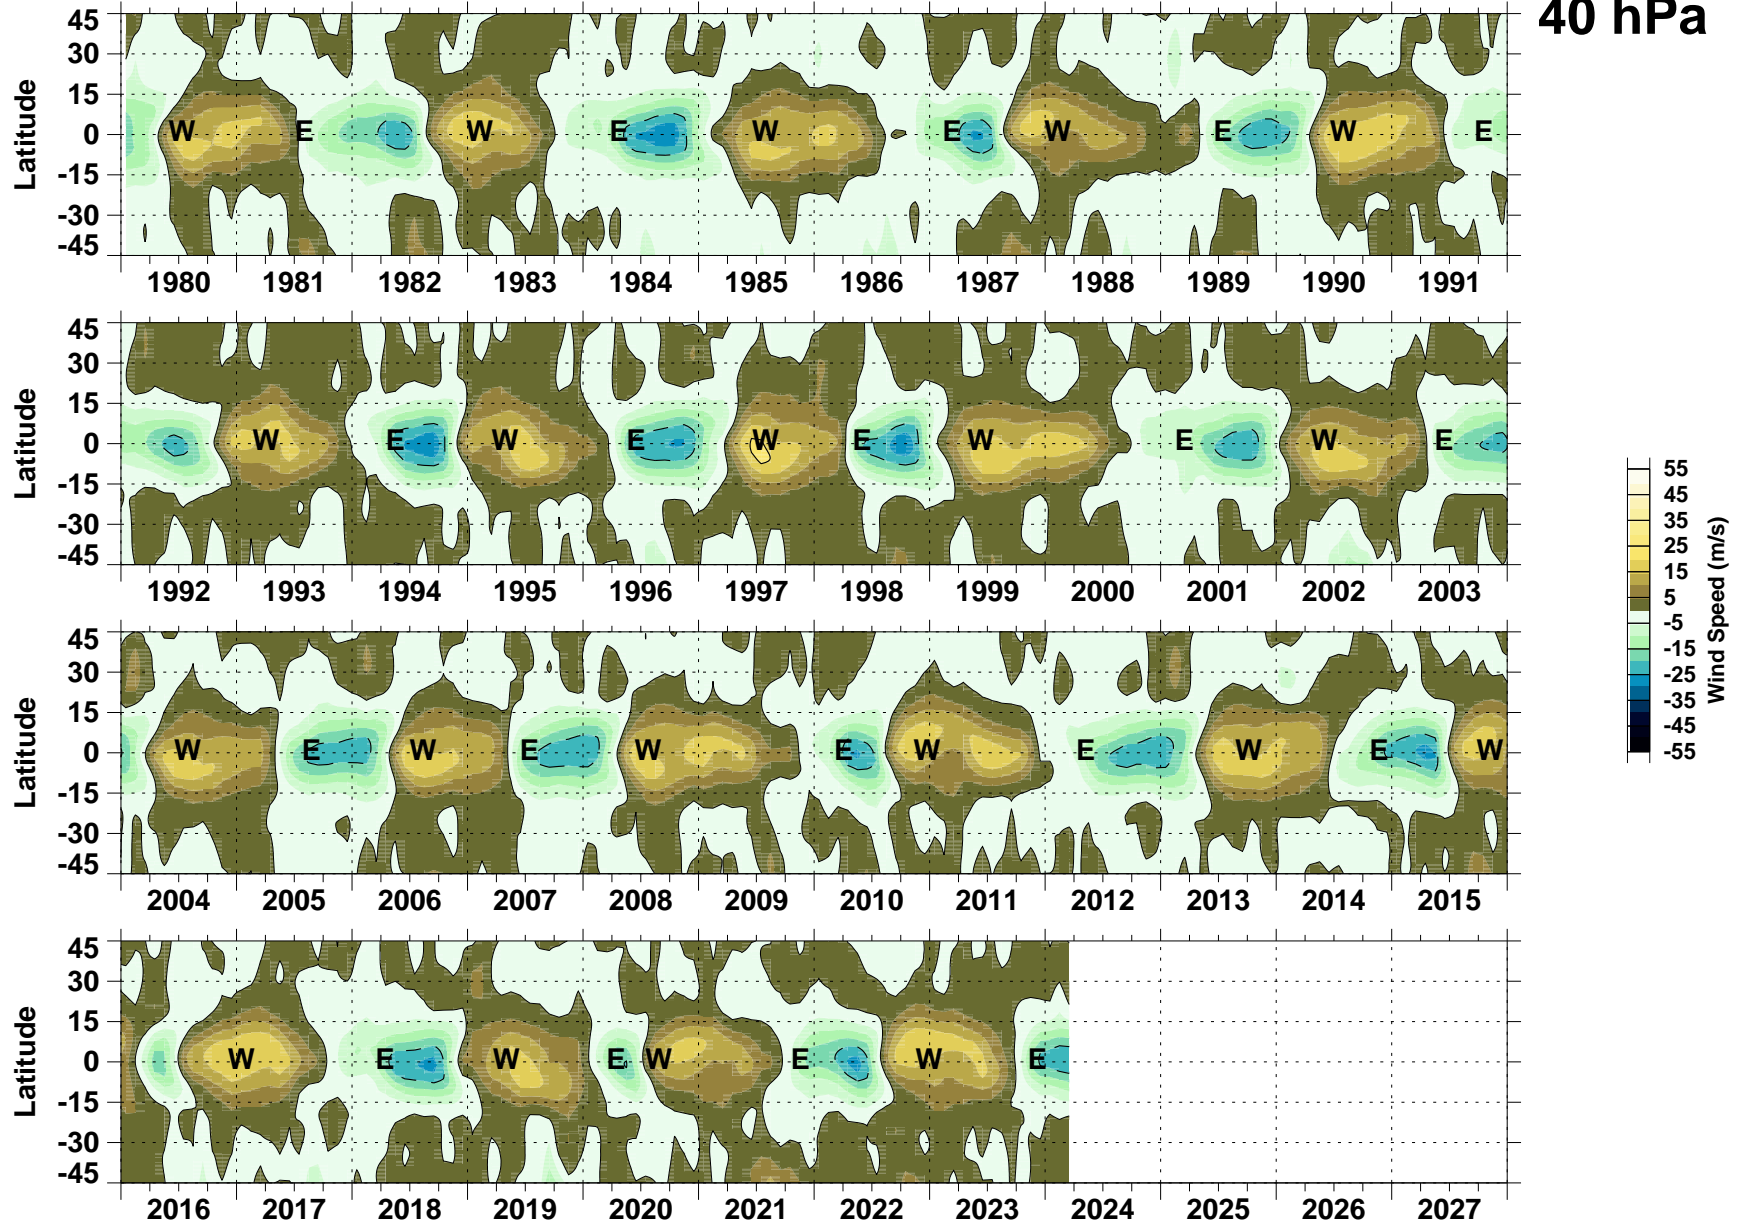 40 hPa
Latitude
45
30
15
0
-15
-30
-45
W E W E W E W E W E
1980 1981 1982 1983 1984 1985 1986 1987 1988 1989 1990 1991
Latitude
45
30
15
0
-15
-30
-45
W E W E W E W E W E
1992 1993 1994 1995 1996 1997 1998 1999 2000 2001 2002 2003
Latitude
45
30
15
0
-15
-30
-45
W E W E W E W E W E W
2004 2005 2006 2007 2008 2009 2010 2011 2012 2013 2014 2015
Latitude
45
30
15
0
-15
-30
-45
W E W E W E W E
2016 2017 2018 2019 2020 2021 2022 2023 2024 2025 2026 2027
55
45
35
25
15
5
-5
-15
-25
-35
-45
-55
Wind Speed (m/s)